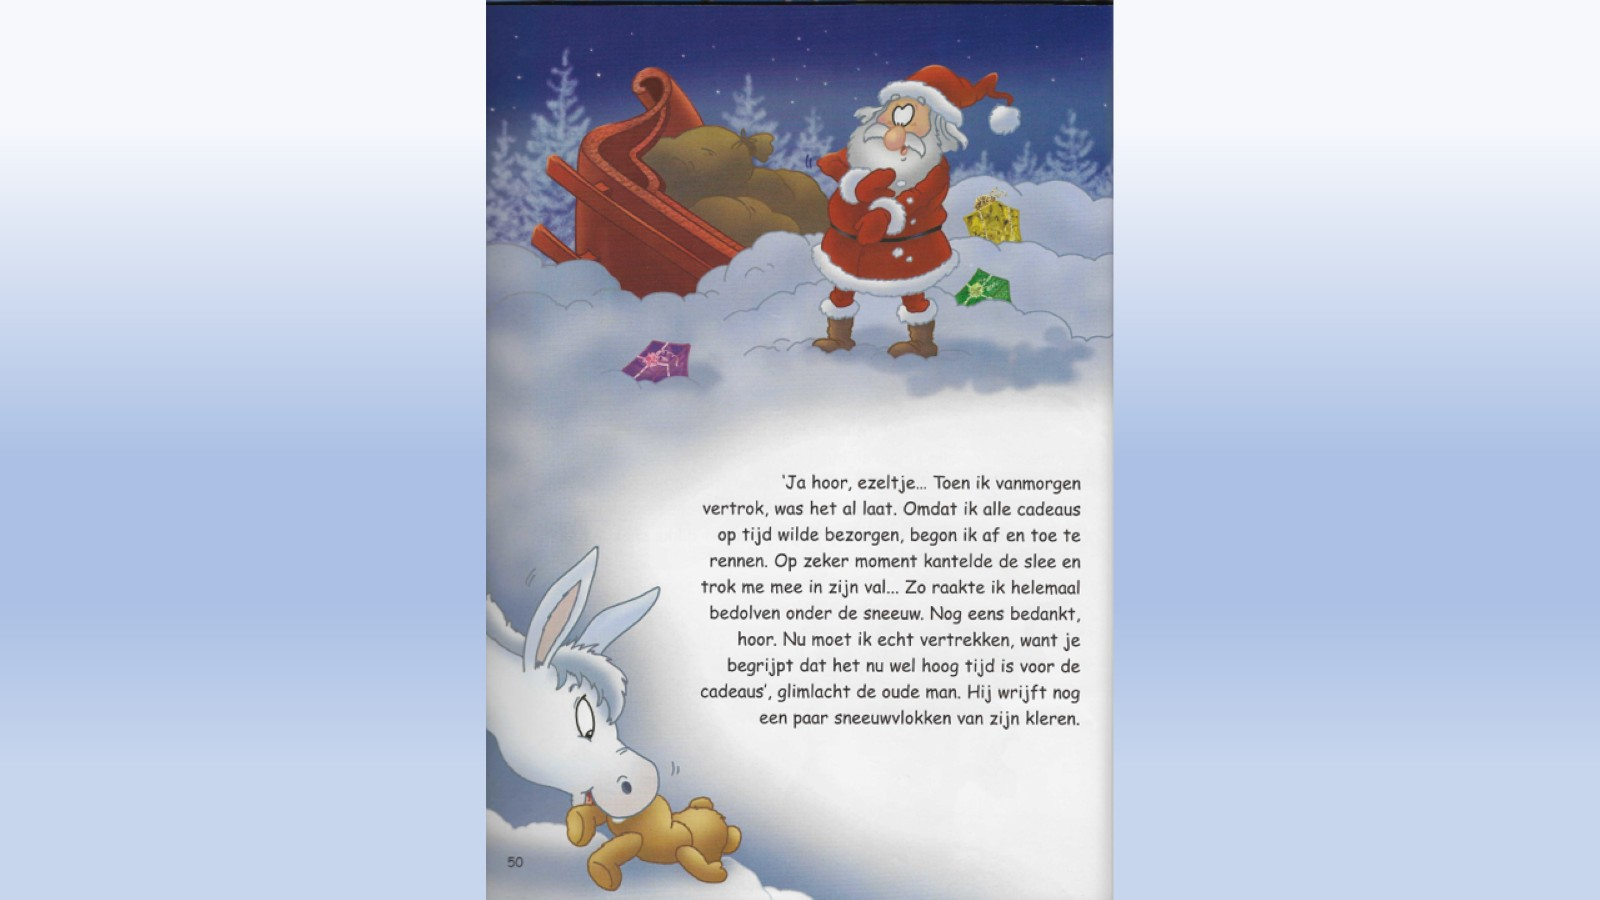 'Ja hoor, ezeltje... Toen ik vanmorgen
vertrok, was het al laat. Omdat ik alle cadeaus
op tijd wilde bezorgen, begon ik af en toe te
rennen. Op zeker moment kantelde de slee en
trok me mee in zijn val... Zo raakte ik helemaal
bedolven onder de sneeuw. Nog eens bedankt,
hoor. Nu moet ik echt vertrekken, want je
begrijpt dat het nu wel hoog tijd is voor de
cadeaus', glimlacht de oude man. Hij wrijft nog
een paar sneeuwvlokken van zijn kleren.
50